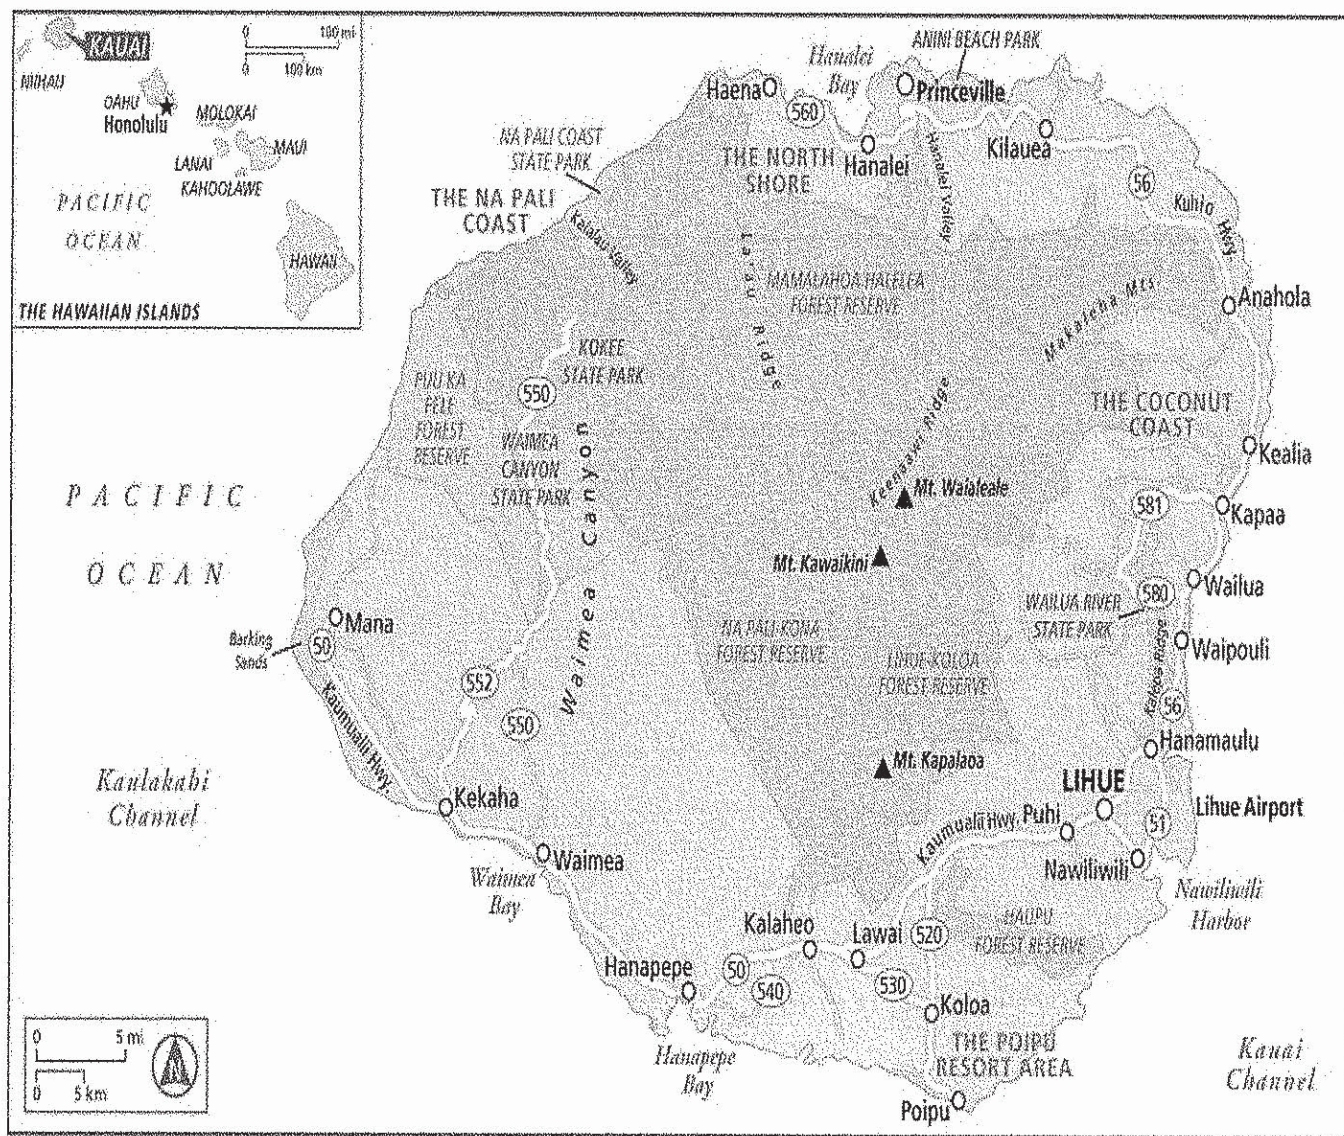 KAUAI
0 100 mi
0 100 km
NIIHAU
OAHU
Honolulu
MOLOKAI
LANAI
MAUI
KAHOOLAWE
PACIFIC
OCEAN
HAWAII
THE HAWAIIAN ISLANDS
Hanalei
Bay
ANINI BEACH PARK
Haena
560
Princeville
Hanalei
Kilauea
NA PALI COAST
STATE PARK
THE NORTH
SHORE
Hanalei Valley
56
Kuhio Hwy
THE NA PALI
COAST
Kalalau Valley
La'au Ridge
MAMALAHOA HALELEA
FOREST RESERVE
Makaleha Mts
Anahola
KOKEE
STATE PARK
550
PUU KA
PELE
FOREST
RESERVE
WAIMEA
CANYON
STATE PARK
Waimea Canyon
THE COCONUT
COAST
Kealia
Keenaawi Ridge
Mt. Waialeale
581
Kapaa
PACIFIC
OCEAN
Mt. Kawaikini
Wailua
580
WAILUA RIVER
STATE PARK
Mana
Barking
Sands
50
NA PALI-KONA
FOREST RESERVE
LIHUE-KOLOA
FOREST RESERVE
Waipouli
Kalepa Ridge
56
552
550
Kaumualii Hwy.
Hanamaulu
Mt. Kapalaoa
Kaulakahi
Channel
Kekaha
LIHUE
Lihue Airport
Kaumualii Hwy.
Puhi
51
Nawiliwili
Waimea
Waimea
Bay
Nawiliwili
Harbor
HAUPU
FOREST RESERVE
Kalaheo
Lawai
520
Hanapepe
50
540
530
Koloa
THE POIPU
RESORT AREA
Hanapepe
Bay
Poipu
Kauai
Channel
0 5 mi
0 5 km
N